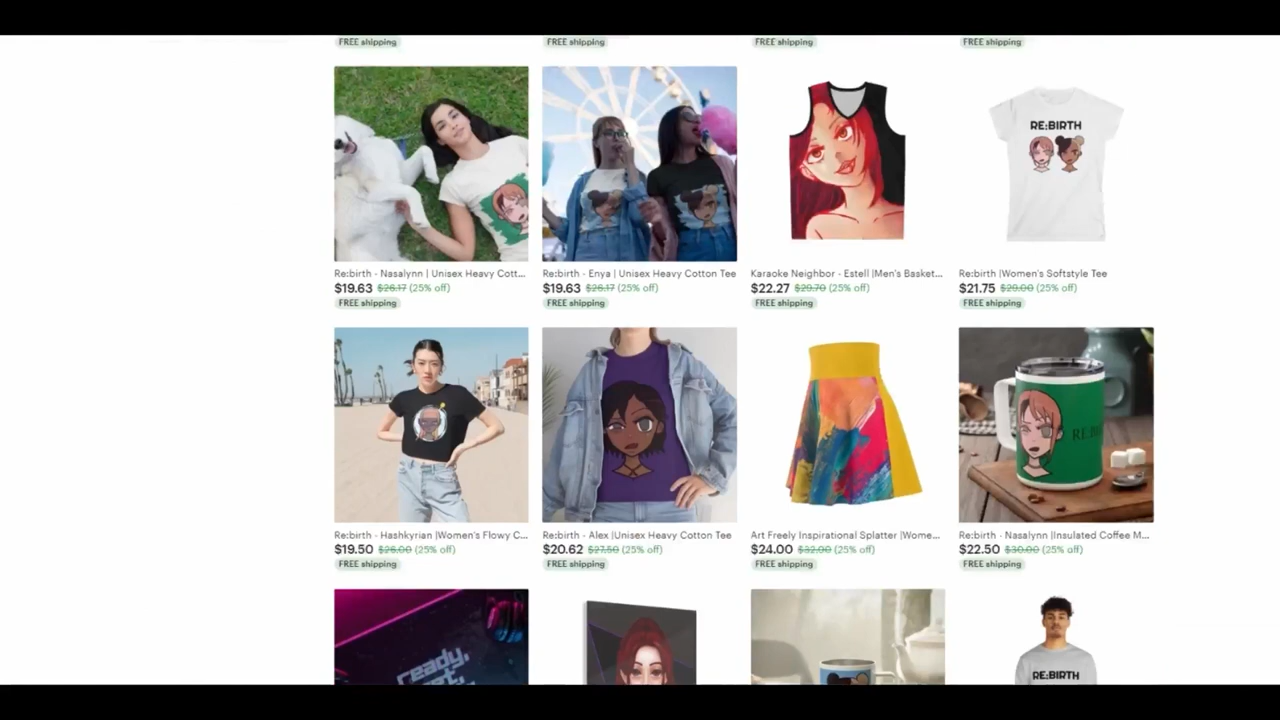 FREE shipping
FREE shipping
FREE shipping
FREE shipping
RE:BIRTH
Re:birth - Nasalynn | Unisex Heavy Cott...
Re:birth - Enya | Unisex Heavy Cotton Tee
Karaoke Neighbor - Estell |Men's Basket...
Re:birth |Women's Softstyle Tee
$19.63 $26.17 (25% off)
$19.63 $26.17 (25% off)
$22.27 $29.70 (25% off)
$21.75 $29.00 (25% off)
FREE shipping
FREE shipping
FREE shipping
FREE shipping
Re:birth - Hashkyrian |Women's Flowy C...
Re:birth - Alex |Unisex Heavy Cotton Tee
Art Freely Inspirational Splatter |Wome...
Re:birth - Nasalynn |Insulated Coffee M...
$19.50 $26.00 (25% off)
$20.62 $27.50 (25% off)
$24.00 $32.00 (25% off)
$22.50 $30.00 (25% off)
FREE shipping
FREE shipping
FREE shipping
FREE shipping
ready,
RE:BIRTH